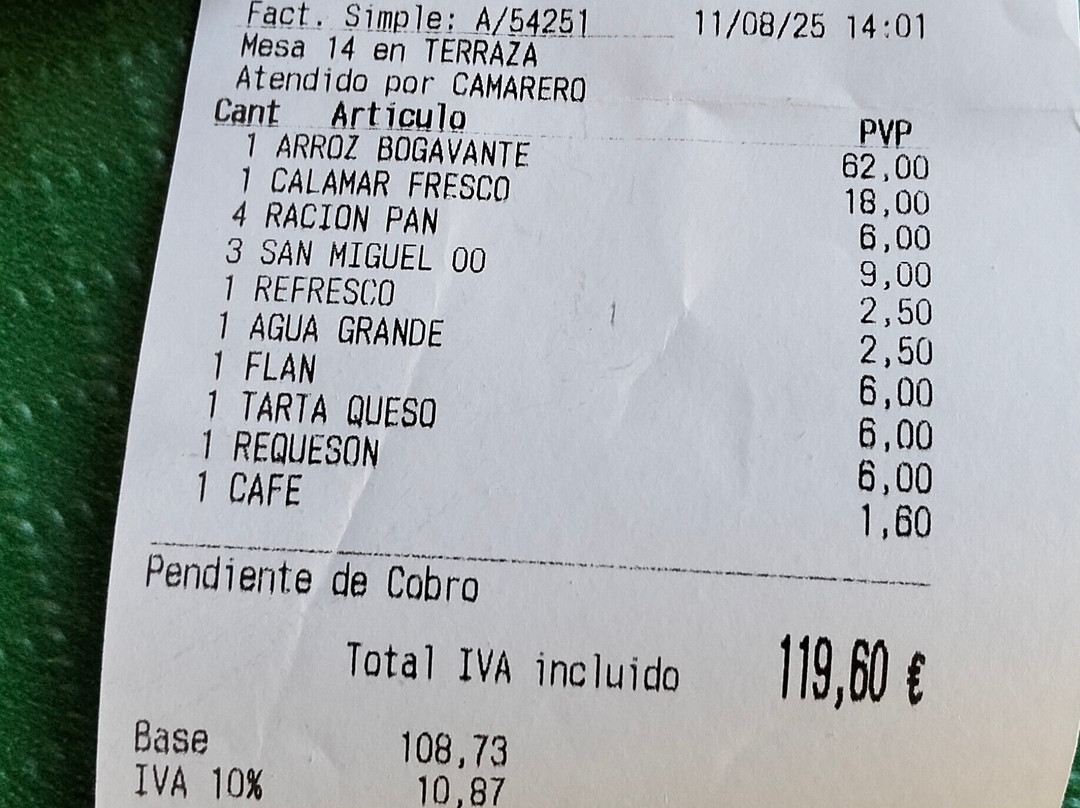 Fact. Simple: A/54251 11/08/25 14:01
Mesa 14 en TERRAZA
Atendido por CAMARERO
Cant Artículo PVP
1 ARROZ BOGAVANTE 62,00
1 CALAMAR FRESCO 18,00
4 RACION PAN 6,00
3 SAN MIGUEL 00 9,00
1 REFRESCO 2,50
1 AGUA GRANDE 2,50
1 FLAN 6,00
1 TARTA QUESO 6,00
1 REQUESON 6,00
1 CAFE 1,60
Pendiente de Cobro
Total IVA incluido 119,60 €
Base 108,73
IVA 10% 10,87